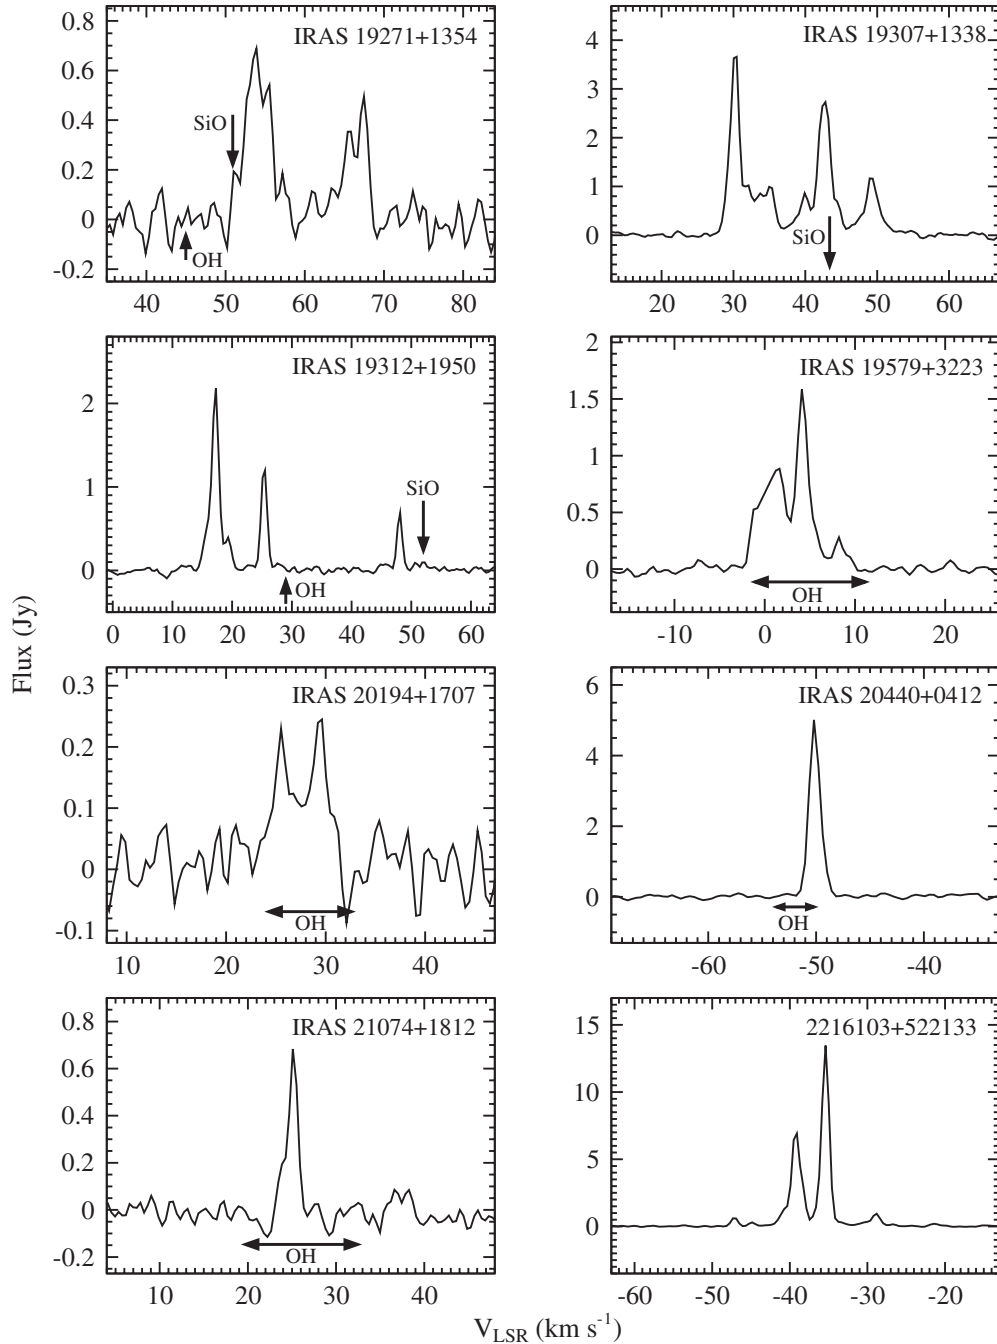 IRAS 19271+1354
0.8
0.6
0.4
0.2
0
-0.2
SiO
OH
40 50 60 70 80
IRAS 19307+1338
4
3
2
1
0
SiO
20 30 40 50 60
IRAS 19312+1950
2
1
0
SiO
OH
0 10 20 30 40 50 60
IRAS 19579+3223
2
1.5
1
0.5
0
OH
-10 0 10 20
IRAS 20194+1707
0.3
0.2
0.1
0
-0.1
OH
10 20 30 40
IRAS 20440+0412
6
4
2
0
OH
-60 -50 -40
IRAS 21074+1812
0.8
0.6
0.4
0.2
0
-0.2
OH
10 20 30 40
2216103+522133
15
10
5
0
-60 -50 -40 -30 -20
Flux (Jy)
V_LSR (km s⁻¹)